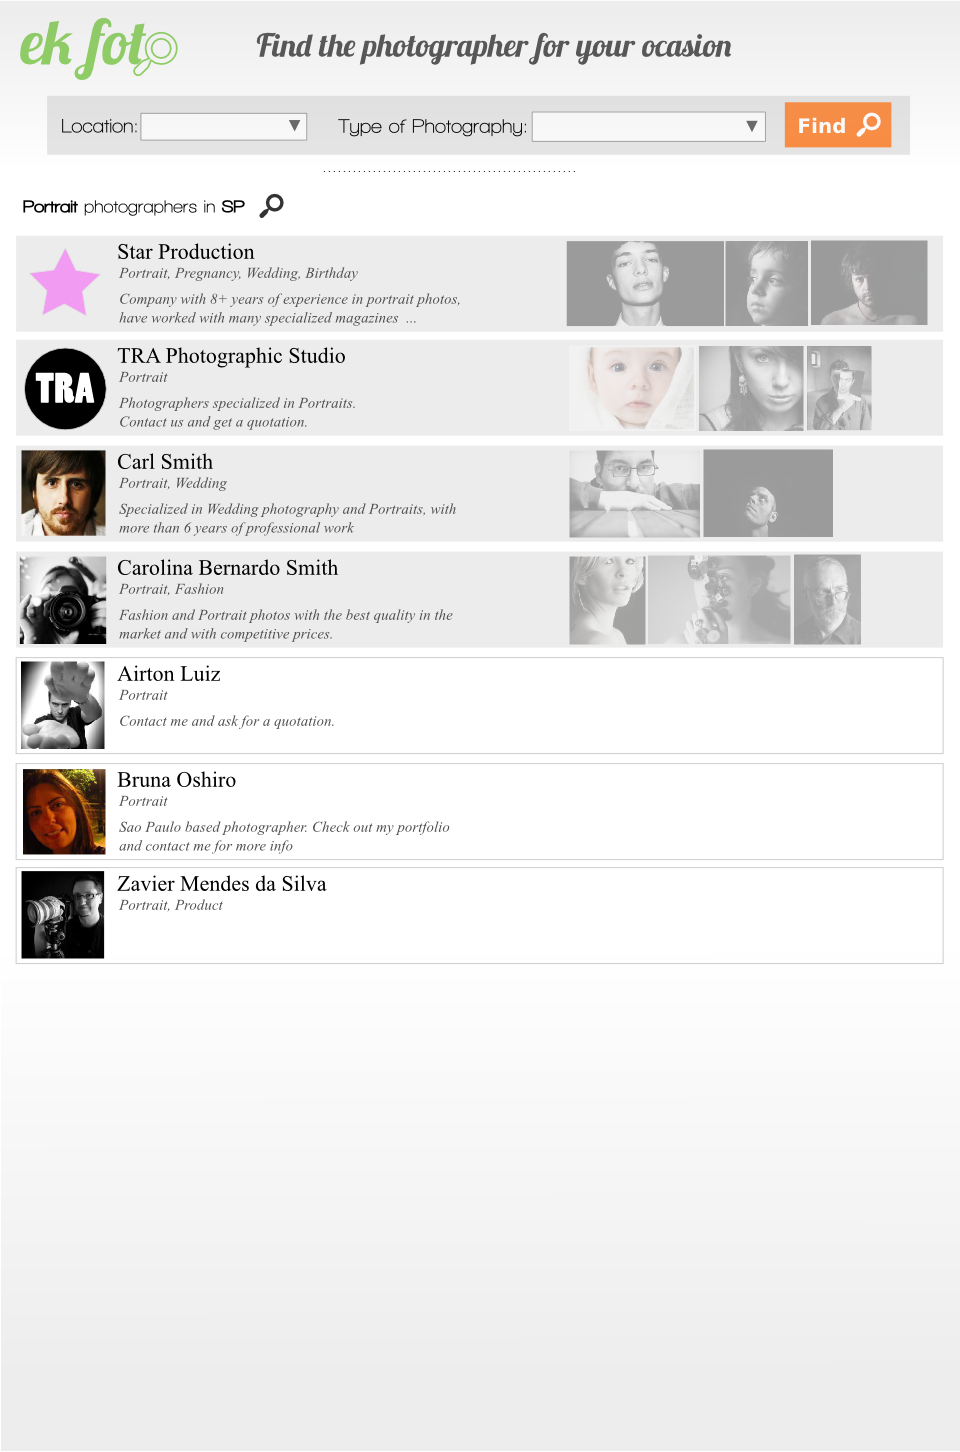 ek foto
Find the photographer for your ocasion
Location:
Type of Photography:
Find
Portrait photographers in SP
Star Production
Portrait, Pregnancy, Wedding, Birthday
Company with 8+ years of experience in portrait photos,
have worked with many specialized magazines ...
TRA
TRA Photographic Studio
Portrait
Photographers specialized in Portraits.
Contact us and get a quotation.
Carl Smith
Portrait, Wedding
Specialized in Wedding photography and Portraits, with
more than 6 years of professional work
Carolina Bernardo Smith
Portrait, Fashion
Fashion and Portrait photos with the best quality in the
market and with competitive prices.
Airton Luiz
Portrait
Contact me and ask for a quotation.
Bruna Oshiro
Portrait
Sao Paulo based photographer. Check out my portfolio
and contact me for more info
Zavier Mendes da Silva
Portrait, Product